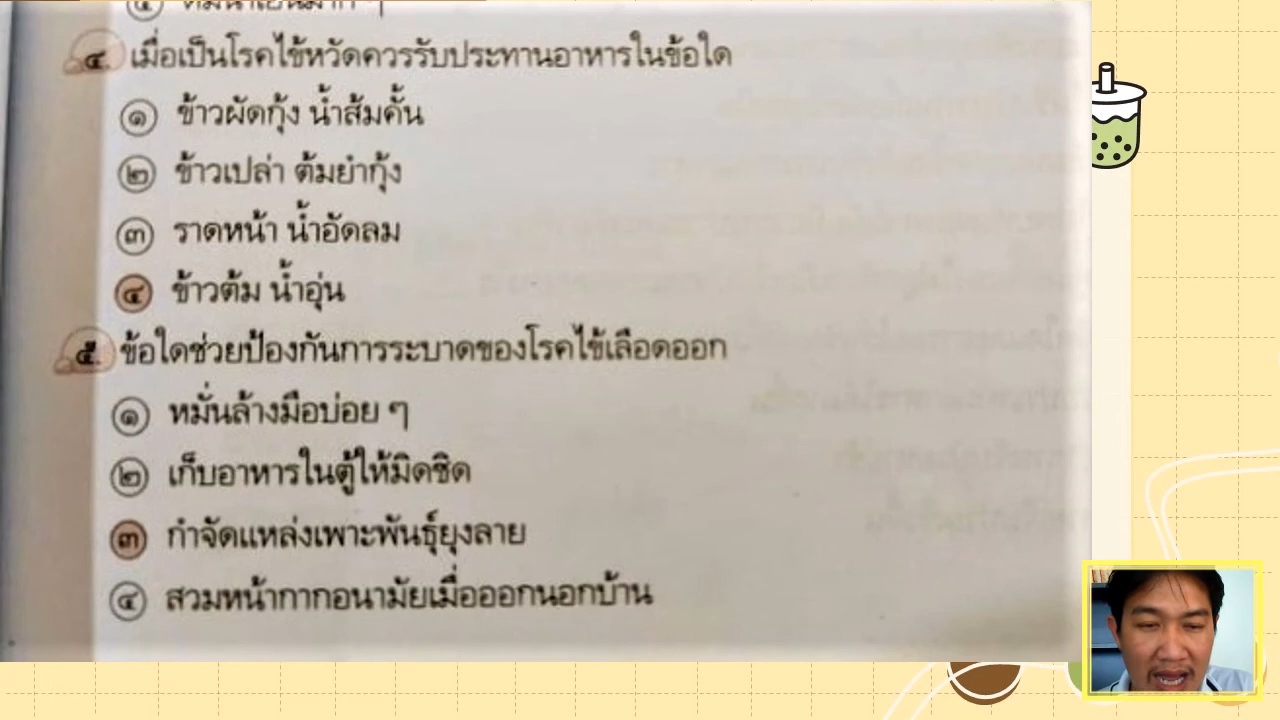 ๔. เมื่อเป็นโรคไข้หวัดควรรับประทานอาหารในข้อใด
๑ ข้าวผัดกุ้ง น้ำส้มคั้น
๒ ข้าวเปล่า ต้มยำกุ้ง
๓ ราดหน้า น้ำอัดลม
๔ ข้าวต้ม น้ำอุ่น
๕. ข้อใดช่วยป้องกันการระบาดของโรคไข้เลือดออก
๑ หมั่นล้างมือบ่อย ๆ
๒ เก็บอาหารในตู้ให้มิดชิด
๓ กำจัดแหล่งเพาะพันธุ์ยุงลาย
๔ สวมหน้ากากอนามัยเมื่อออกนอกบ้าน